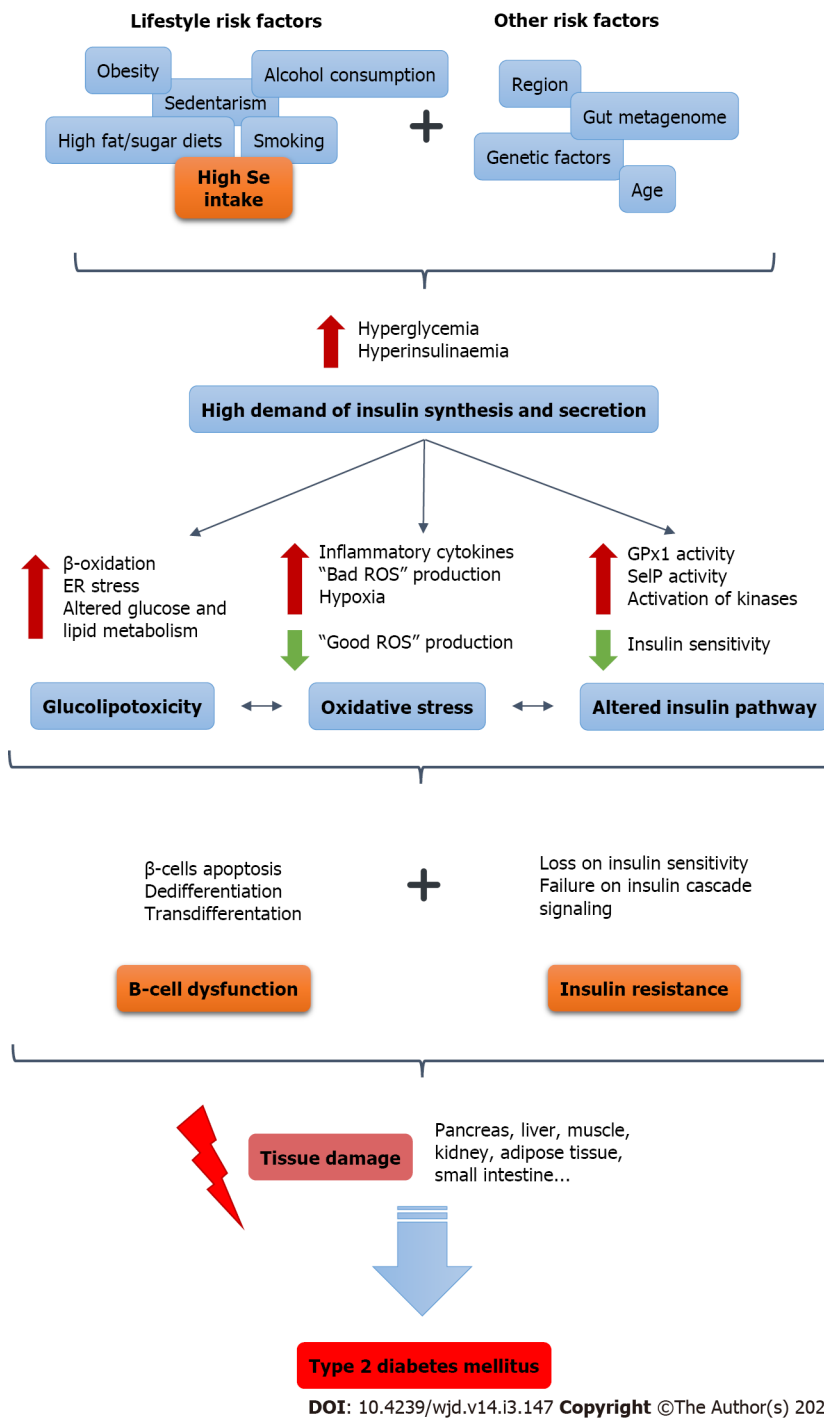 Lifestyle risk factors
Other risk factors
Obesity
Alcohol consumption
Sedentarism
High fat/sugar diets
Smoking
High Se
intake
Region
Gut metagenome
Genetic factors
Age
+
Hyperglycemia
Hyperinsulinaemia
High demand of insulin synthesis and secretion
β-oxidation
ER stress
Altered glucose and
lipid metabolism
Inflammatory cytokines
“Bad ROS” production
Hypoxia
“Good ROS” production
GPx1 activity
SelP activity
Activation of kinases
Insulin sensitivity
Glucolipotoxicity
Oxidative stress
Altered insulin pathway
β-cells apoptosis
Dedifferentiation
Transdifferentation
+
Loss on insulin sensitivity
Failure on insulin cascade
signaling
B-cell dysfunction
Insulin resistance
Tissue damage
Pancreas, liver, muscle,
kidney, adipose tissue,
small intestine...
Type 2 diabetes mellitus
DOI: 10.4239/wjd.v14.i3.147 Copyright ©The Author(s) 202